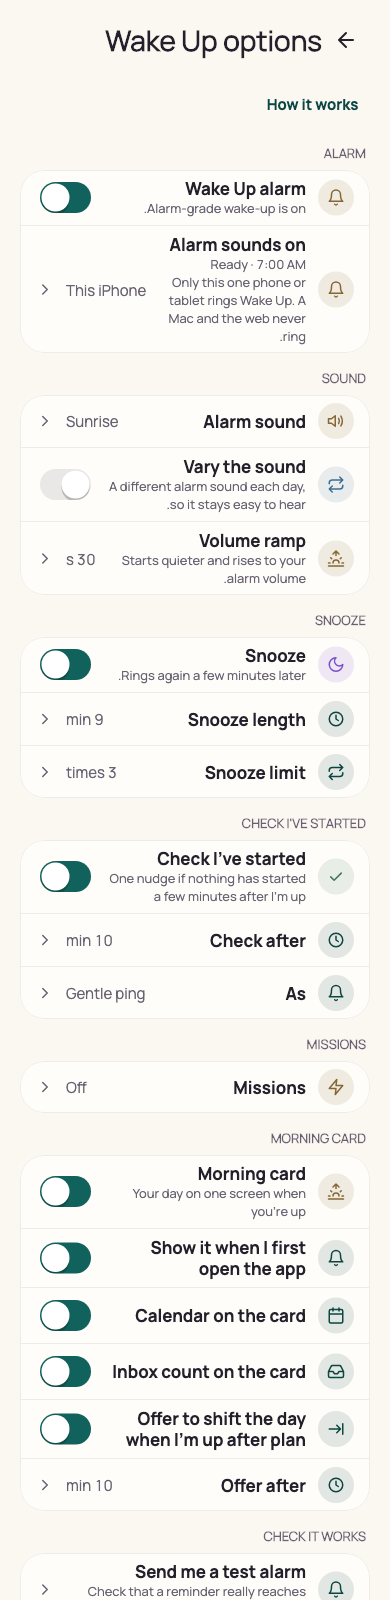 Wake Up options
How it works
ALARM
Wake Up alarm
.Alarm-grade wake-up is on
Alarm sounds on
Ready · 7:00 AM
Only this one phone or
tablet rings Wake Up. A
Mac and the web never
.ring
This iPhone
SOUND
Alarm sound
Sunrise
Vary the sound
A different alarm sound each day,
.so it stays easy to hear
Volume ramp
Starts quieter and rises to your
.alarm volume
s 30
SNOOZE
Snooze
.Rings again a few minutes later
Snooze length
min 9
Snooze limit
times 3
CHECK I'VE STARTED
Check I've started
One nudge if nothing has started
a few minutes after I'm up
Check after
min 10
As
Gentle ping
MISSIONS
Missions
Off
MORNING CARD
Morning card
Your day on one screen when
you're up
Show it when I first
open the app
Calendar on the card
Inbox count on the card
Offer to shift the day
when I'm up after plan
Offer after
min 10
CHECK IT WORKS
Send me a test alarm
Check that a reminder really reaches